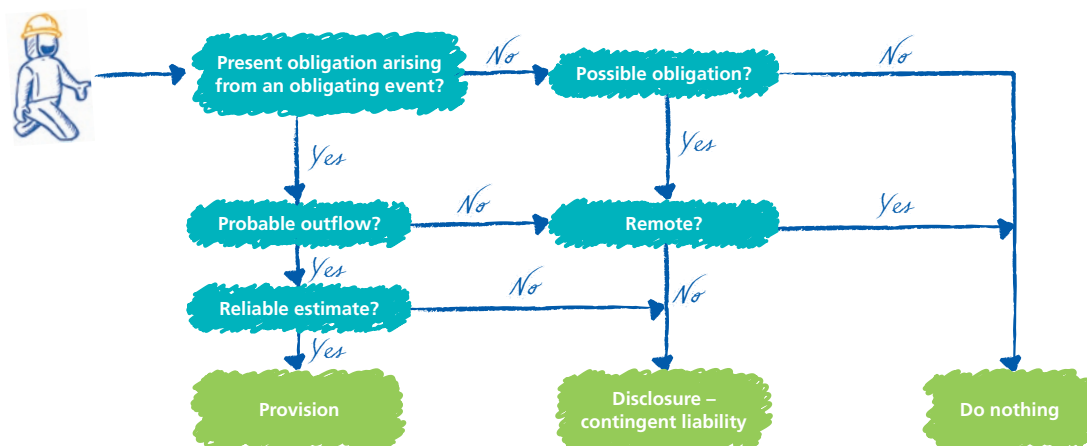 No
No
Present obligation arising
from an obligating event?
Possible obligation?
Yes
Yes
No
Yes
Probable outflow?
Remote?
Yes
No
No
Reliable estimate?
Yes
Provision
Disclosure –
contingent liability
Do nothing